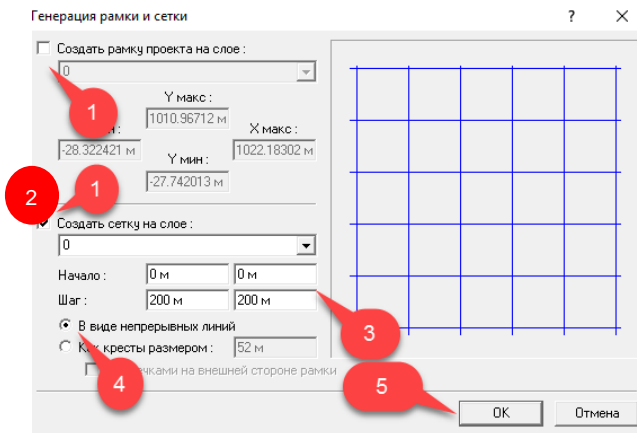 Генерация рамки и сетки ? ×
Создать рамку проекта на слое :
0
1
Y макс :
1010.96712 м
X макс :
-28.322421 м
1022.18302 м
Y мин :
-27.742013 м
2
1
Создать сетку на слое :
0
Начало : 0 м 0 м
Шаг : 200 м 200 м
В виде непрерывных линий
3
Как кресты размером : 52 м
4
на внешней стороне рамки
5
OK Отмена